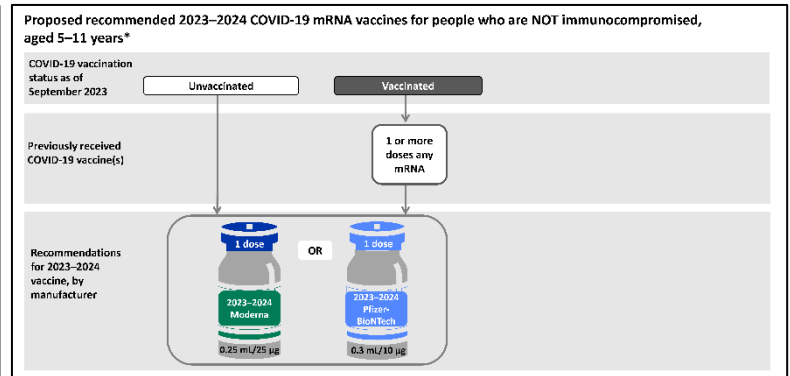 Proposed recommended 2023–2024 COVID-19 mRNA vaccines for people who are NOT immunocompromised,
aged 5–11 years*
COVID-19 vaccination
status as of
September 2023
Unvaccinated
Vaccinated
Previously received
COVID-19 vaccine(s)
1 or more
doses any
mRNA
Recommendations
for 2023–2024
vaccine, by
manufacturer
1 dose
OR
1 dose
2023–2024
Moderna
2023–2024
Pfizer-
BioNTech
0.25 mL/25 µg
0.3 mL/10 µg